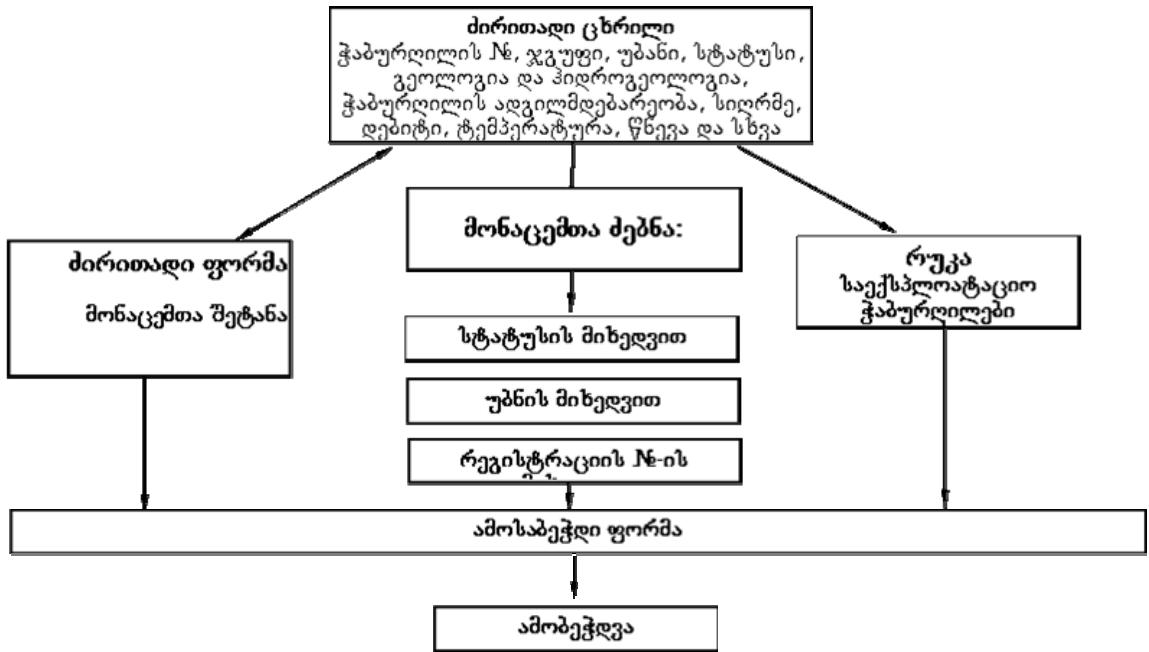 ძირითადი ცხრილი
ჭაბურღილის №, ჯგუფი, უბანი, სტატუსი,
გეოლოგია და ჰიდროგეოლოგია,
ჭაბურღილის ადგილმდებარეობა, სიღრმე,
დებიტი, ტემპერატურა, წნევა და სხვა
მონაცემთა ძებნა:
ძირითადი ფორმა
მონაცემთა შეტანა
რუკა
საექსპლოატაციო
ჭაბურღილები
სტატუსის მიხედვით
უბნის მიხედვით
რეგისტრაციის №-ის
ამოსაბეჭდი ფორმა
ამობეჭდვა